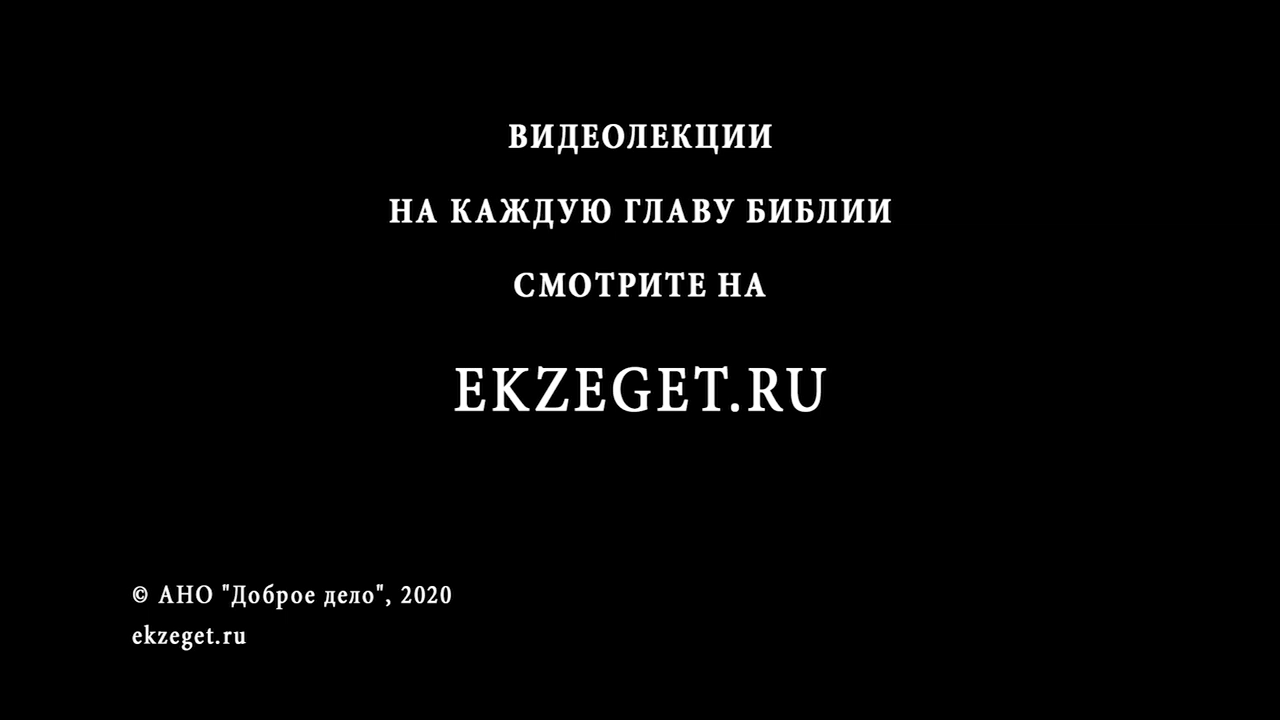 ВИДЕОЛЕКЦИИ
НА КАЖДУЮ ГЛАВУ БИБЛИИ
СМОТРИТЕ НА
EKZEGET.RU
© АНО "Доброе дело", 2020
ekzeget.ru